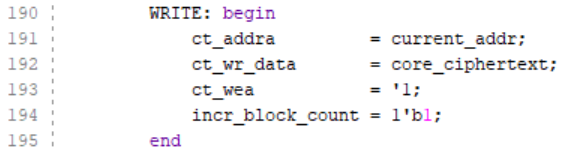 190 WRITE: begin
191 ct_addra = current_addr;
192 ct_wr_data = core_ciphertext;
193 ct_wea = '1;
194 incr_block_count = 1'b1;
195 end